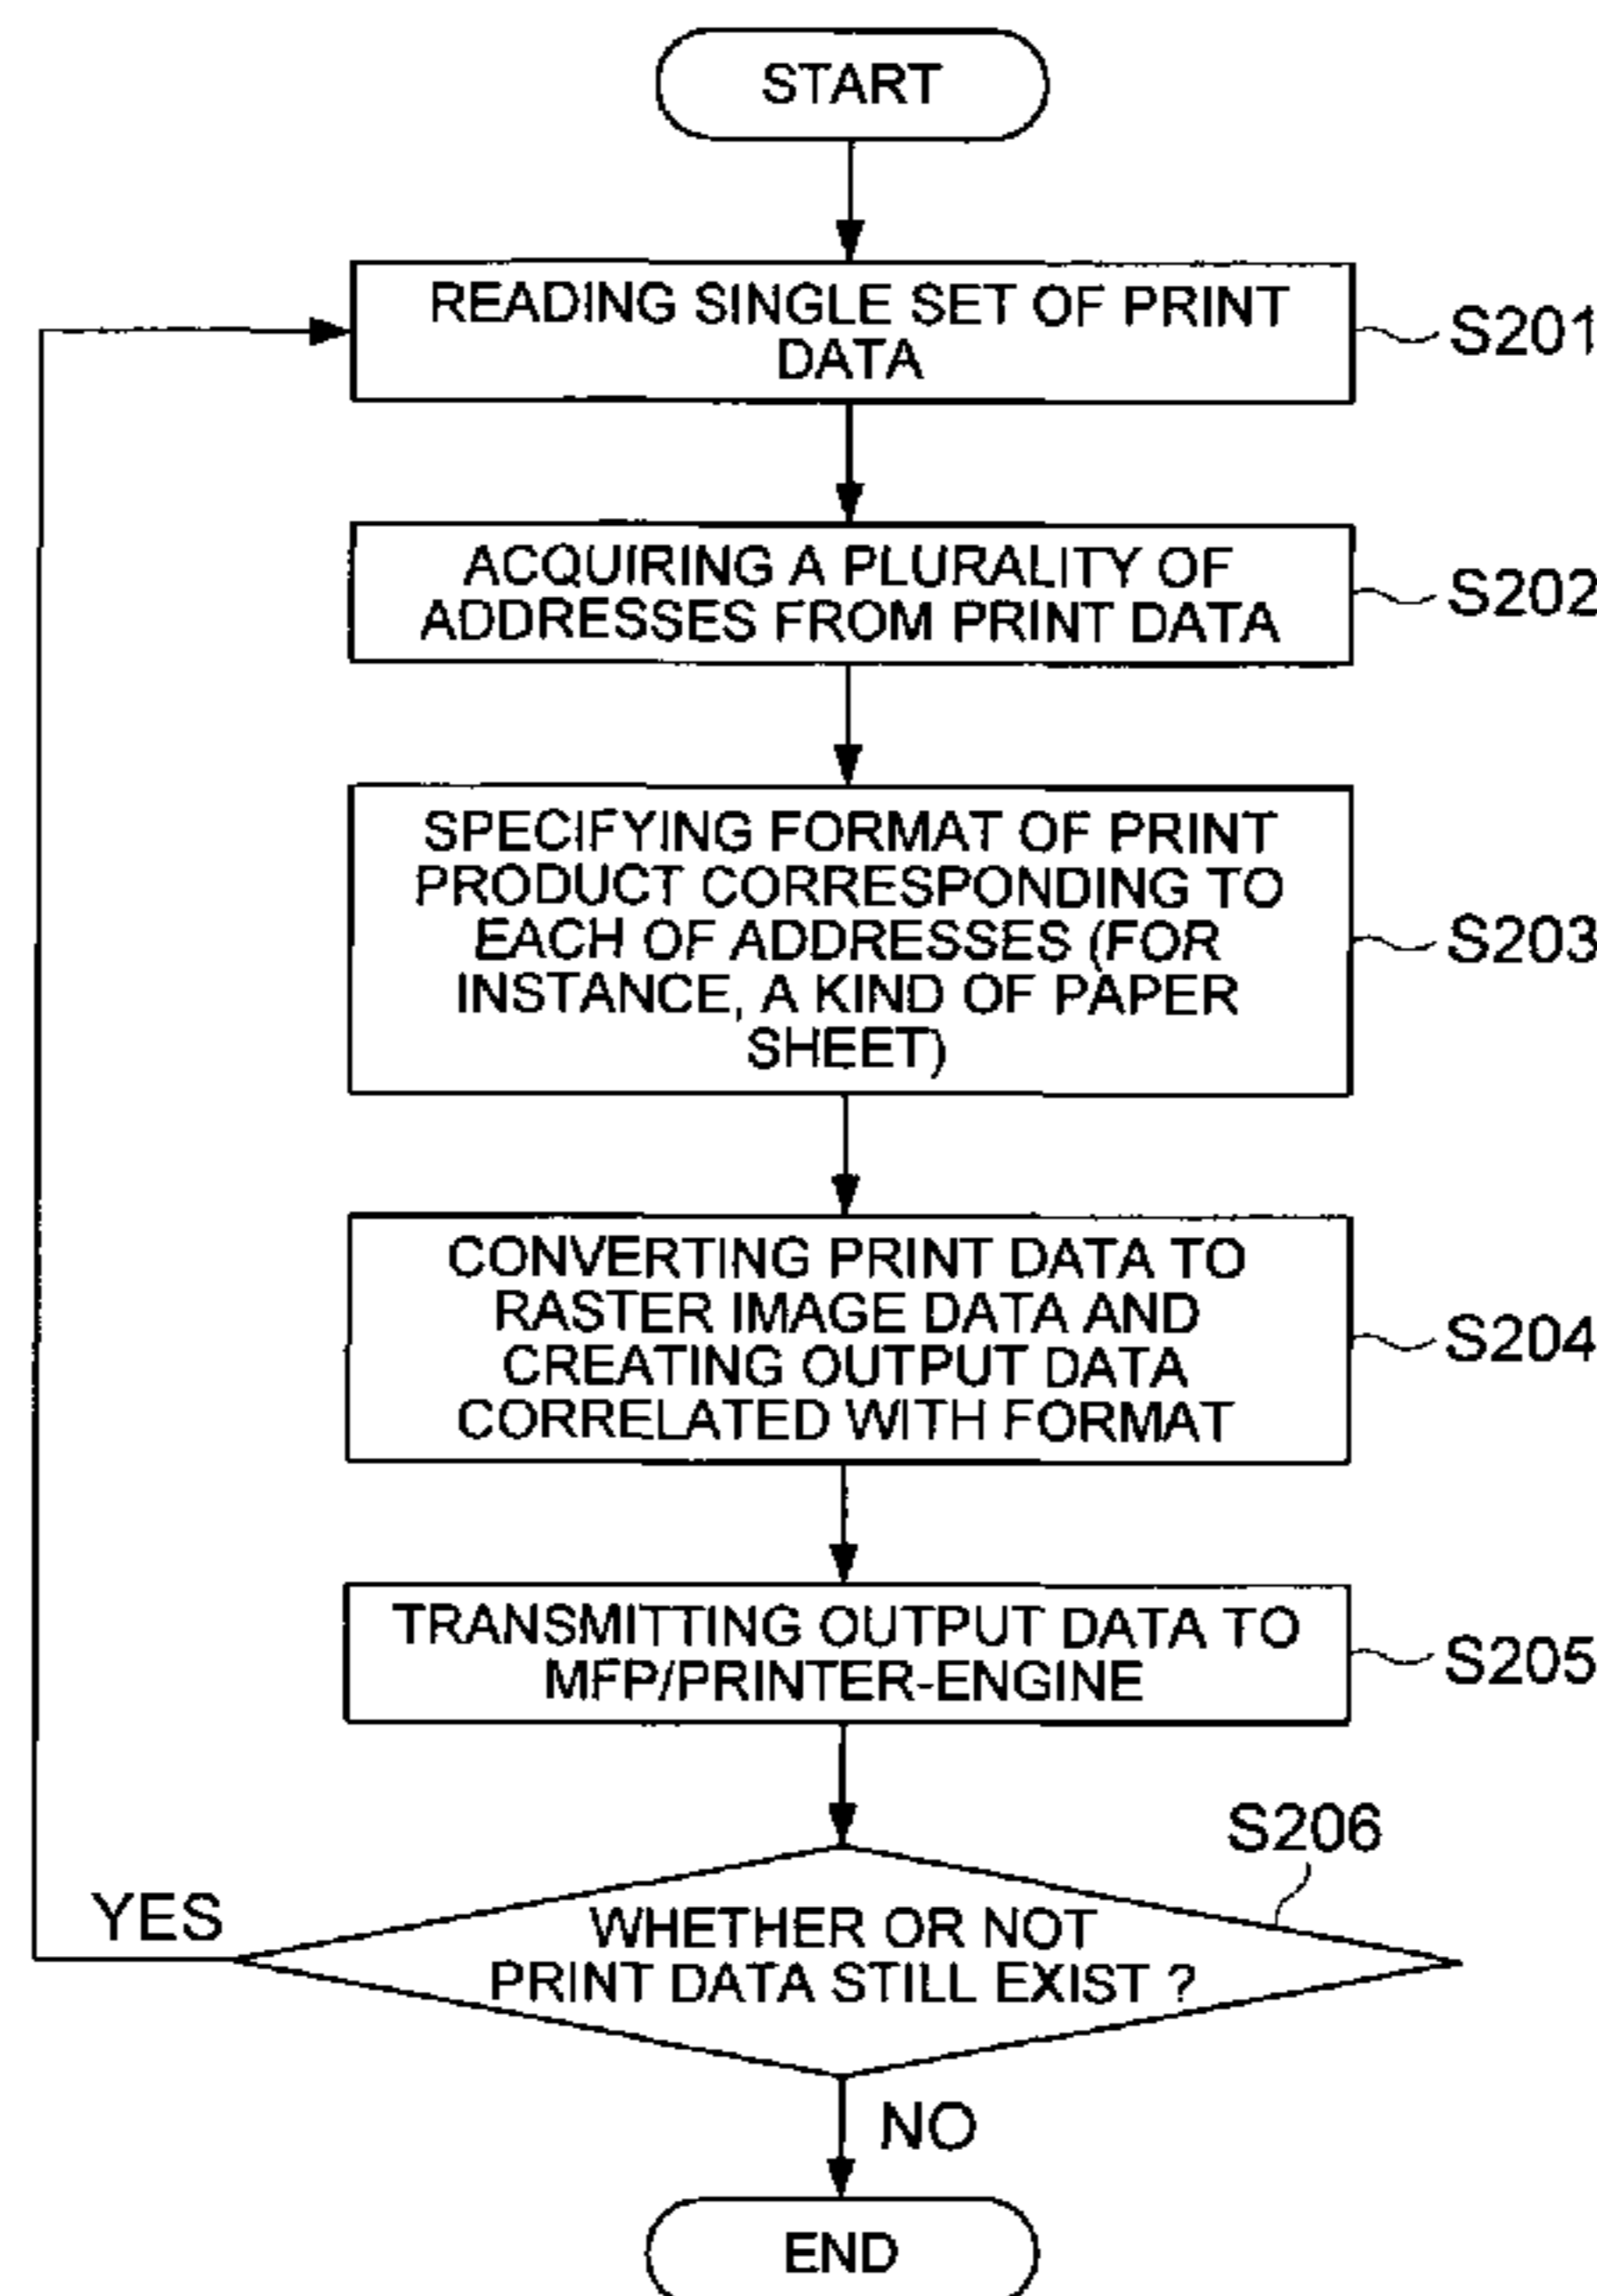 START
READING SINGLE SET OF PRINT
DATA
S201
ACQUIRING A PLURALITY OF
ADDRESSES FROM PRINT DATA
S202
SPECIFYING FORMAT OF PRINT
PRODUCT CORRESPONDING TO
EACH OF ADDRESSES (FOR
INSTANCE, A KIND OF PAPER
SHEET)
S203
CONVERTING PRINT DATA TO
RASTER IMAGE DATA AND
CREATING OUTPUT DATA
CORRELATED WITH FORMAT
S204
TRANSMITTING OUTPUT DATA TO
MFP/PRINTER-ENGINE
S205
S206
YES
WHETHER OR NOT
PRINT DATA STILL EXIST ?
NO
END